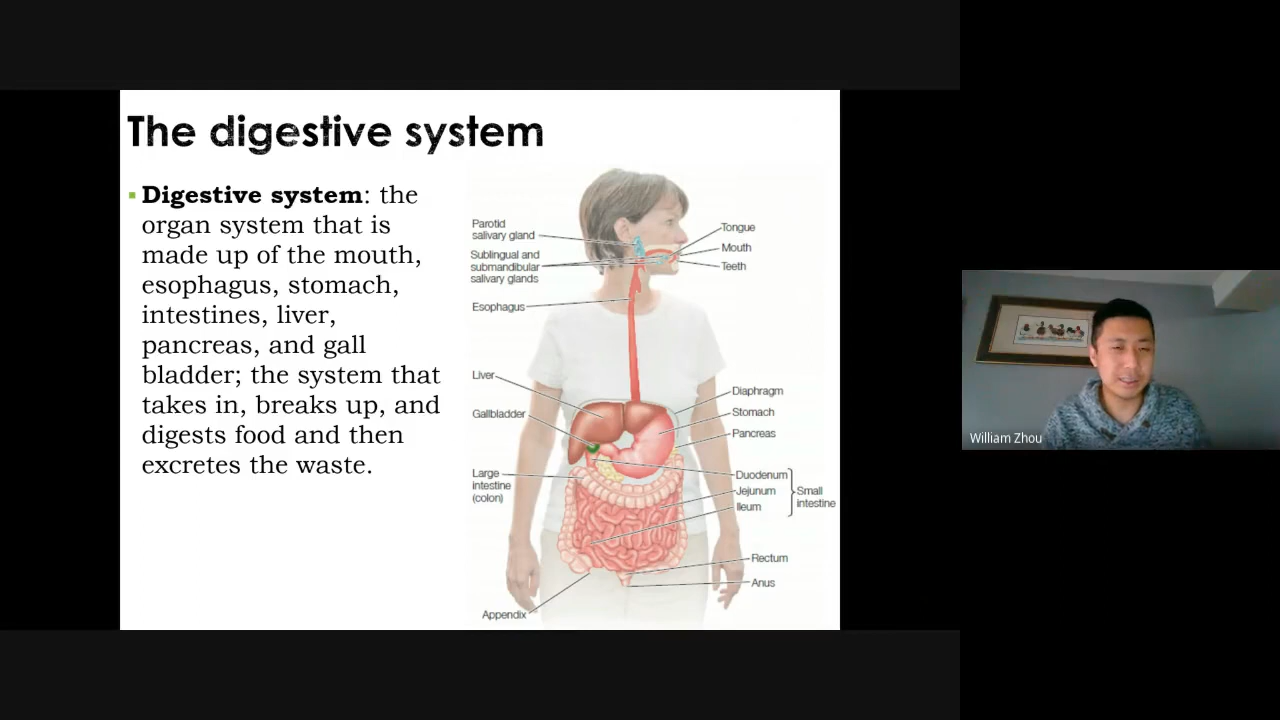 The digestive system
▪ Digestive system: the
organ system that is
made up of the mouth,
esophagus, stomach,
intestines, liver,
pancreas, and gall
bladder; the system that
takes in, breaks up, and
digests food and then
excretes the waste.
Parotid
salivary gland
Sublingual and
submandibular
salivary glands
Esophagus
Liver
Gallbladder
Large
intestine
(colon)
Appendix
Tongue
Mouth
Teeth
Diaphragm
Stomach
Pancreas
Duodenum
Jejunum
Ileum
Small
intestine
Rectum
Anus
William Zhou